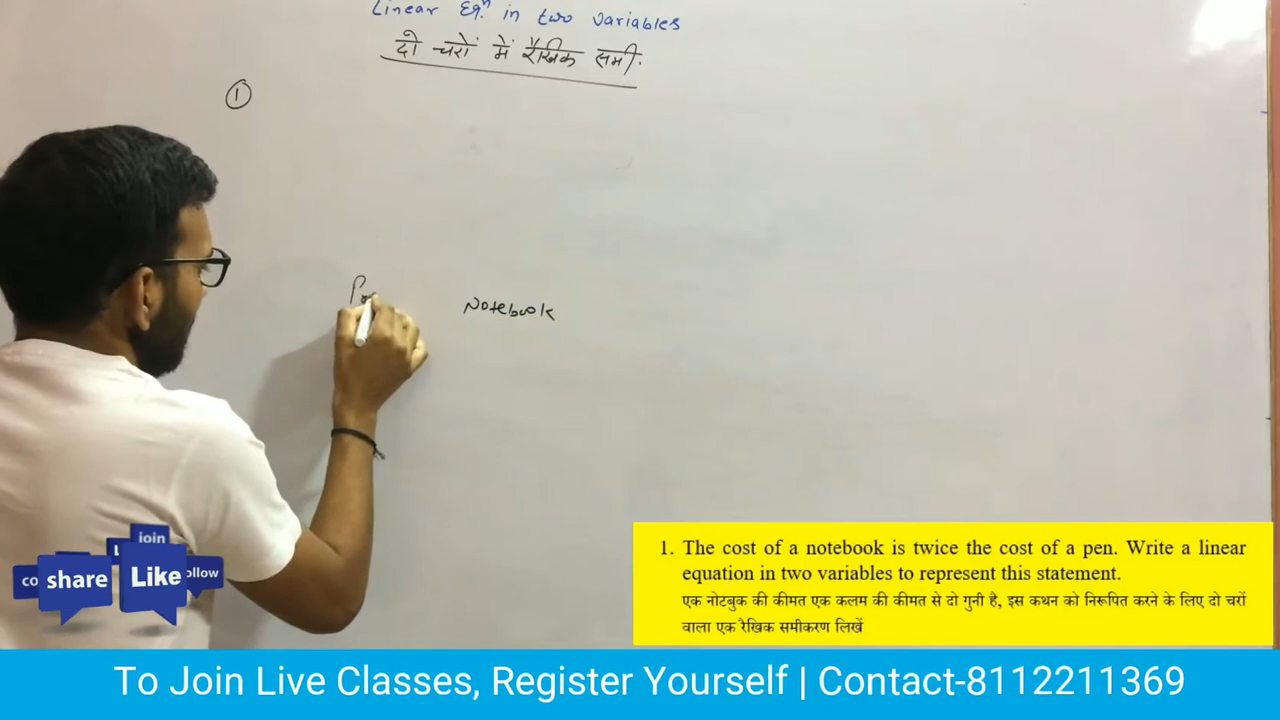 Linear Eqⁿ. in two variables
दो चरों में रैखिक समी.
①
Notebook
join
share
Like
ollow
1. The cost of a notebook is twice the cost of a pen. Write a linear
equation in two variables to represent this statement.
एक नोटबुक की कीमत एक कलम की कीमत से दो गुनी है, इस कथन को निरूपित करने के लिए दो चरों
वाला एक रैखिक समीकरण लिखें
To Join Live Classes, Register Yourself | Contact-8112211369